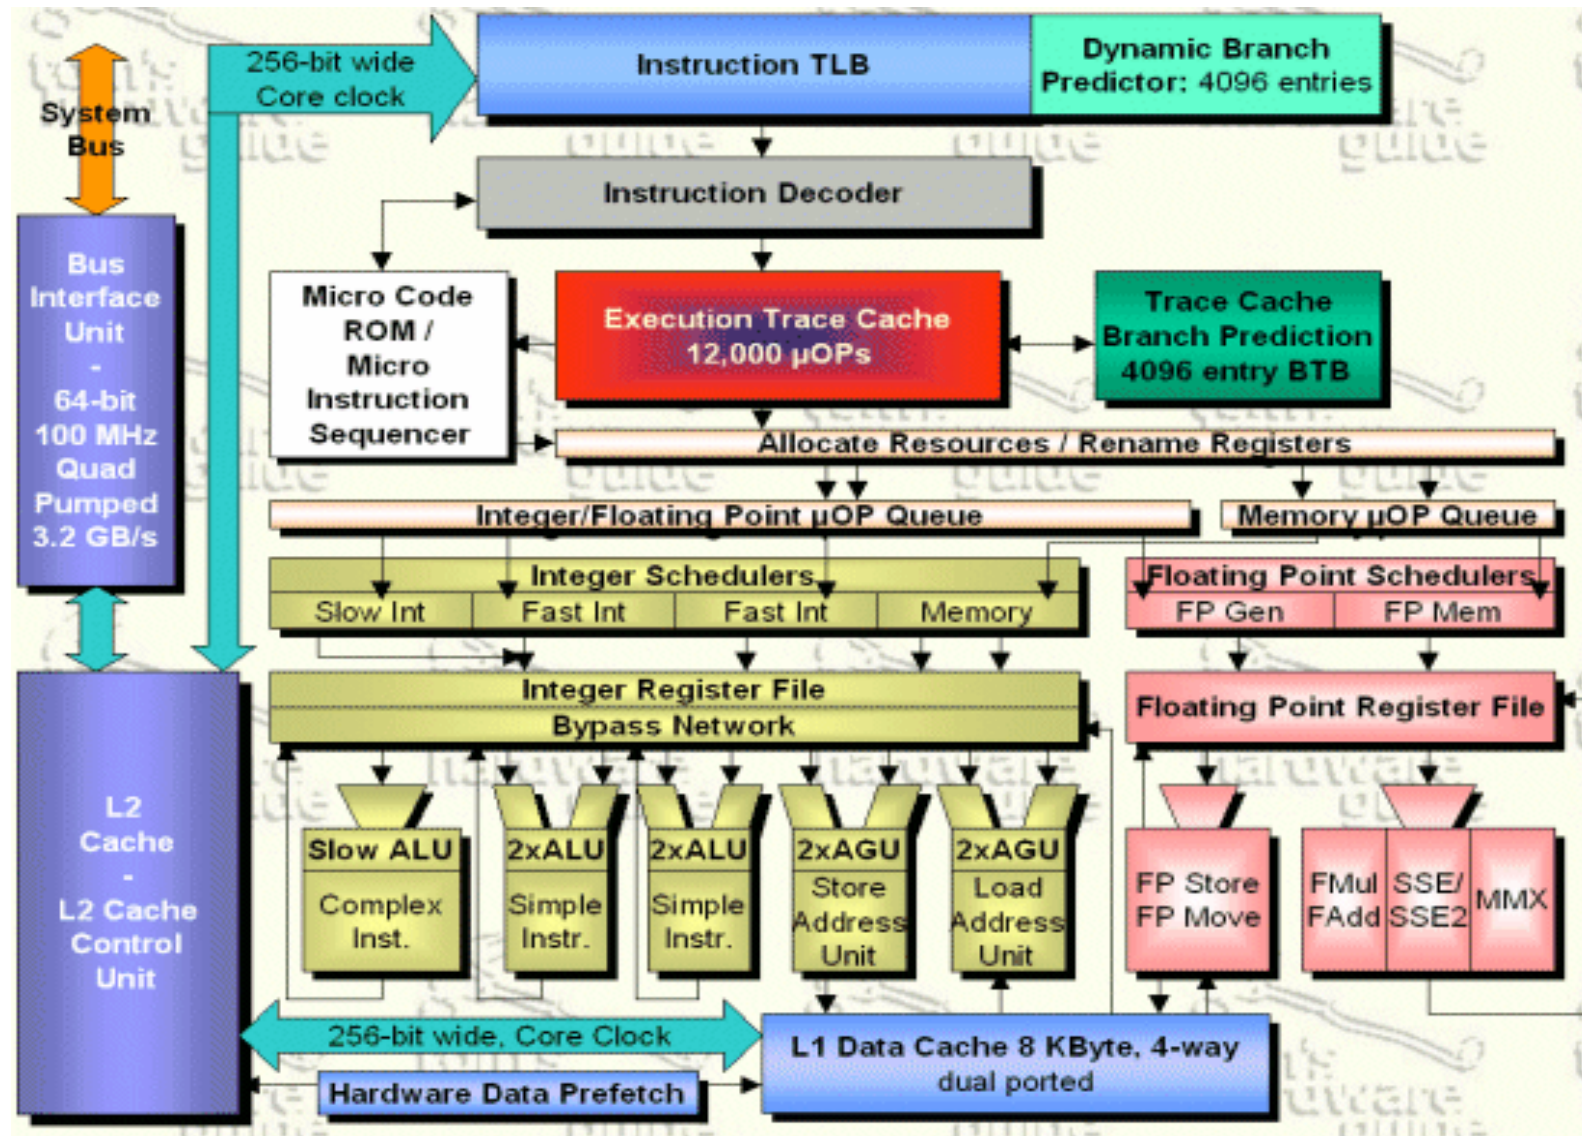 256-bit wide
Core clock
Instruction TLB
Dynamic Branch
Predictor: 4096 entries
System
Bus
Instruction Decoder
Bus
Interface
Unit
-
64-bit
100 MHz
Quad
Pumped
3.2 GB/s
Micro Code
ROM /
Micro
Instruction
Sequencer
Execution Trace Cache
12,000 µOPs
Trace Cache
Branch Prediction
4096 entry BTB
Allocate Resources / Rename Registers
Integer/Floating Point µOP Queue
Memory µOP Queue
Integer Schedulers
Slow Int
Fast Int
Fast Int
Memory
Floating Point Schedulers
FP Gen
FP Mem
Integer Register File
Bypass Network
Floating Point Register File
L2
Cache
-
L2 Cache
Control
Unit
Slow ALU
Complex
Inst.
2xALU
Simple
Instr.
2xALU
Simple
Instr.
2xAGU
Store
Address
Unit
2xAGU
Load
Address
Unit
FP Store
FP Move
FMul
FAdd
SSE/
SSE2
MMX
256-bit wide, Core Clock
L1 Data Cache 8 KByte, 4-way
dual ported
Hardware Data Prefetch
tom's
hardware
guide